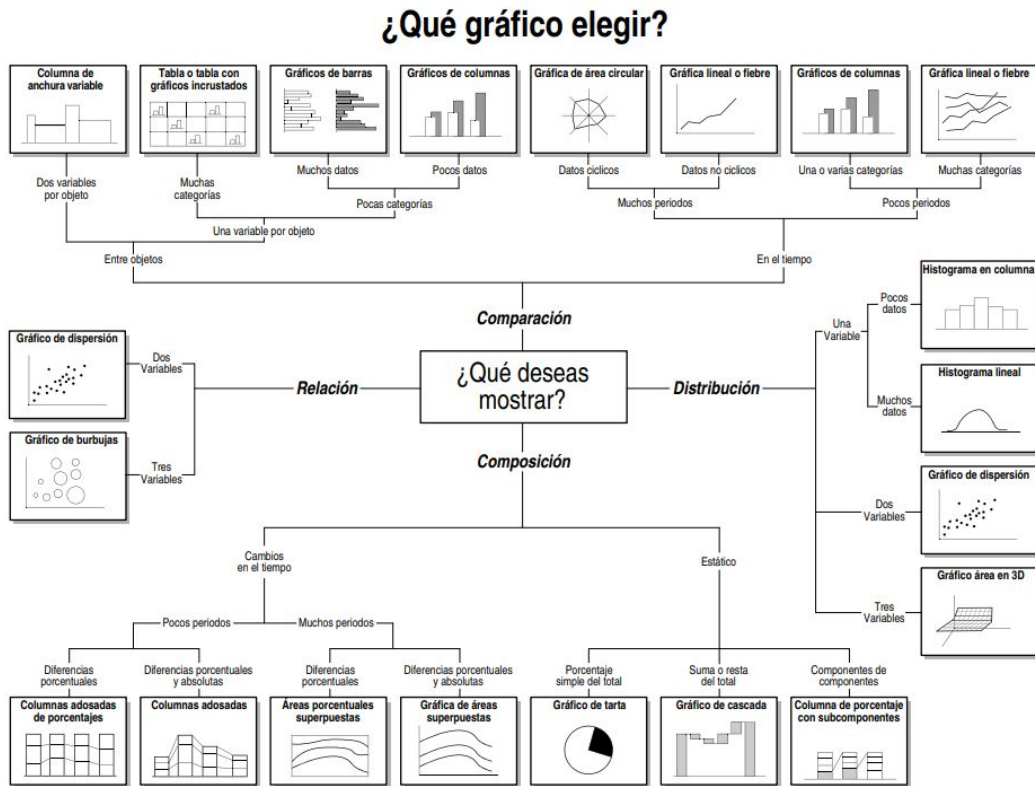 ¿Qué gráfico elegir?
Columna de
anchura variable
Tabla o tabla con
gráficos incrustados
Gráficos de barras
Gráficos de columnas
Gráfica de área circular
Gráfica lineal o fiebre
Gráficos de columnas
Gráfica lineal o fiebre
Dos variables
por objeto
Muchas
categorías
Muchos datos
Pocos datos
Datos ciclicos
Datos no ciclicos
Una o varias categorías
Muchas categorías
Pocas categorías
Muchos periodos
Pocos periodos
Una variable por objeto
Entre objetos
En el tiempo
Comparación
¿Qué deseas
mostrar?
Relación
Dos
Variables
Gráfico de dispersión
Tres
Variables
Gráfico de burbujas
Distribución
Una
Variable
Pocos
datos
Histograma en columna
Muchos
datos
Histograma lineal
Dos
Variables
Gráfico de dispersión
Tres
Variables
Gráfico área en 3D
Composición
Cambios
en el tiempo
Estático
Pocos periodos
Muchos periodos
Diferencias
porcentuales
Diferencias porcentuales
y absolutas
Diferencias
porcentuales
Diferencias porcentuales
y absolutas
Porcentaje
simple del total
Suma o resta
del total
Componentes de
componentes
Columnas adosadas
de porcentajes
Columnas adosadas
Áreas porcentuales
superpuestas
Gráfica de áreas
superpuestas
Gráfico de tarta
Gráfico de cascada
Columna de porcentaje
con subcomponentes